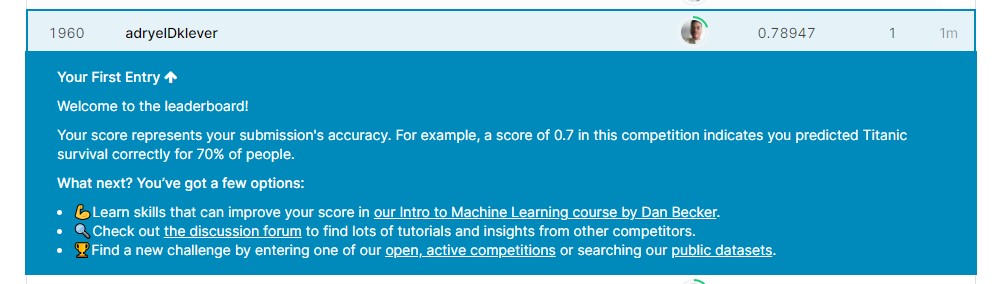 1960 adryelDklever 0.78947 1 1m
Your First Entry
Welcome to the leaderboard!
Your score represents your submission's accuracy. For example, a score of 0.7 in this competition indicates you predicted Titanic
survival correctly for 70% of people.
What next? You've got a few options:
• Learn skills that can improve your score in our Intro to Machine Learning course by Dan Becker.
• Check out the discussion forum to find lots of tutorials and insights from other competitors.
• Find a new challenge by entering one of our open, active competitions or searching our public datasets.